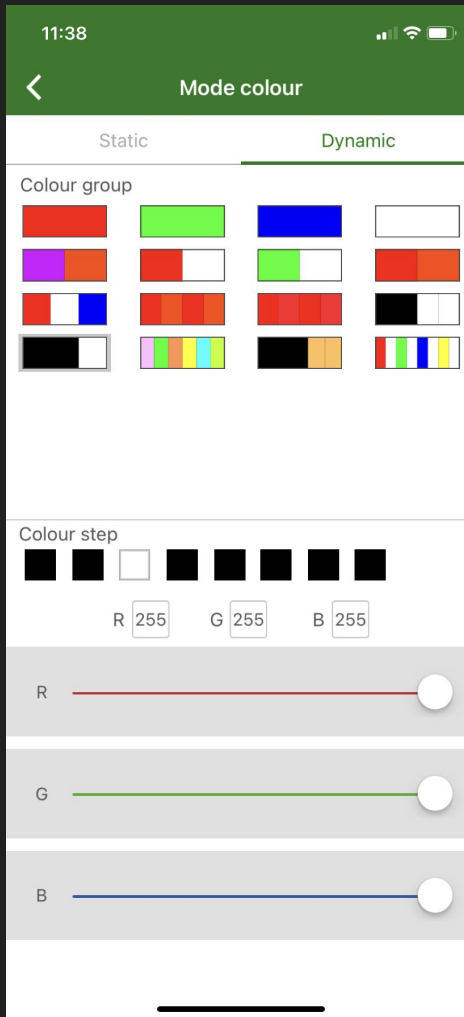 11:38
Mode colour
Static Dynamic
Colour group
Colour step
R 255 G 255 B 255
R
G
B